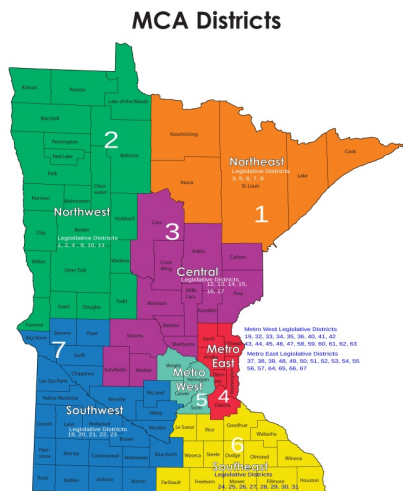 MCA Districts
Kittson
Roseau
Lake of the Woods
Marshall
Koochiching
Pennington
Red Lake
Beltrami
2
Cook
Northeast
Legislative Districts
3, 5, 6, 7, 8
St. Louis
Lake
Polk
Clear-
water
Itasca
Norman
Mahnomen
1
Northwest
Hubbard
Cass
3
Clay
Becker
Legislative Districts
1, 2, 4, 9, 10, 11
Aitkin
Carlton
Wilkin
Otter Trail
Wadena
Crow
Wing
Central
Legislative Districts
12, 13, 14, 15,
16, 17
Pine
Mille
Lacs
Grant
Douglas
Todd
Morrison
Kanabec
Traverse
Benton
Big Stone
Stevens
Pope
Stearns
Sherburne
Metro West Legislative Districts
19, 32, 33, 34, 35, 36, 40, 41, 42
43, 44, 45, 46, 47, 58, 59, 60, 61, 62, 63
Metro East Legislative Districts
37, 38, 39, 48, 49, 50, 51, 52, 53, 54, 55
56, 57, 64, 65, 66, 67
7
Swift
Metro
East
Kandiyohi
Meeker
Wright
Metro
West
Hennepin
Chippewa
Lac Qui Parle
Carver
4
5
Scott
Dakota
Yellow Medicine
Renville
McLeod
Sibley
Southwest
Legislative Districts
18, 20, 21, 22, 23
Lincoln
Lyon
Nicollet
Brown
Le Sueur
Rice
Goodhue
Wabasha
6
Pipe-
stone
Murray
Cottonwood
Watonwan
Blue Earth
Waseca
Steele
Dodge
Olmsted
Winona
Southeast
Legislative Districts
24, 25, 26, 27, 28, 29, 30, 31
Rock
Nobles
Jackson
Martin
Faribault
Freeborn
Mower
Fillmore
Houston